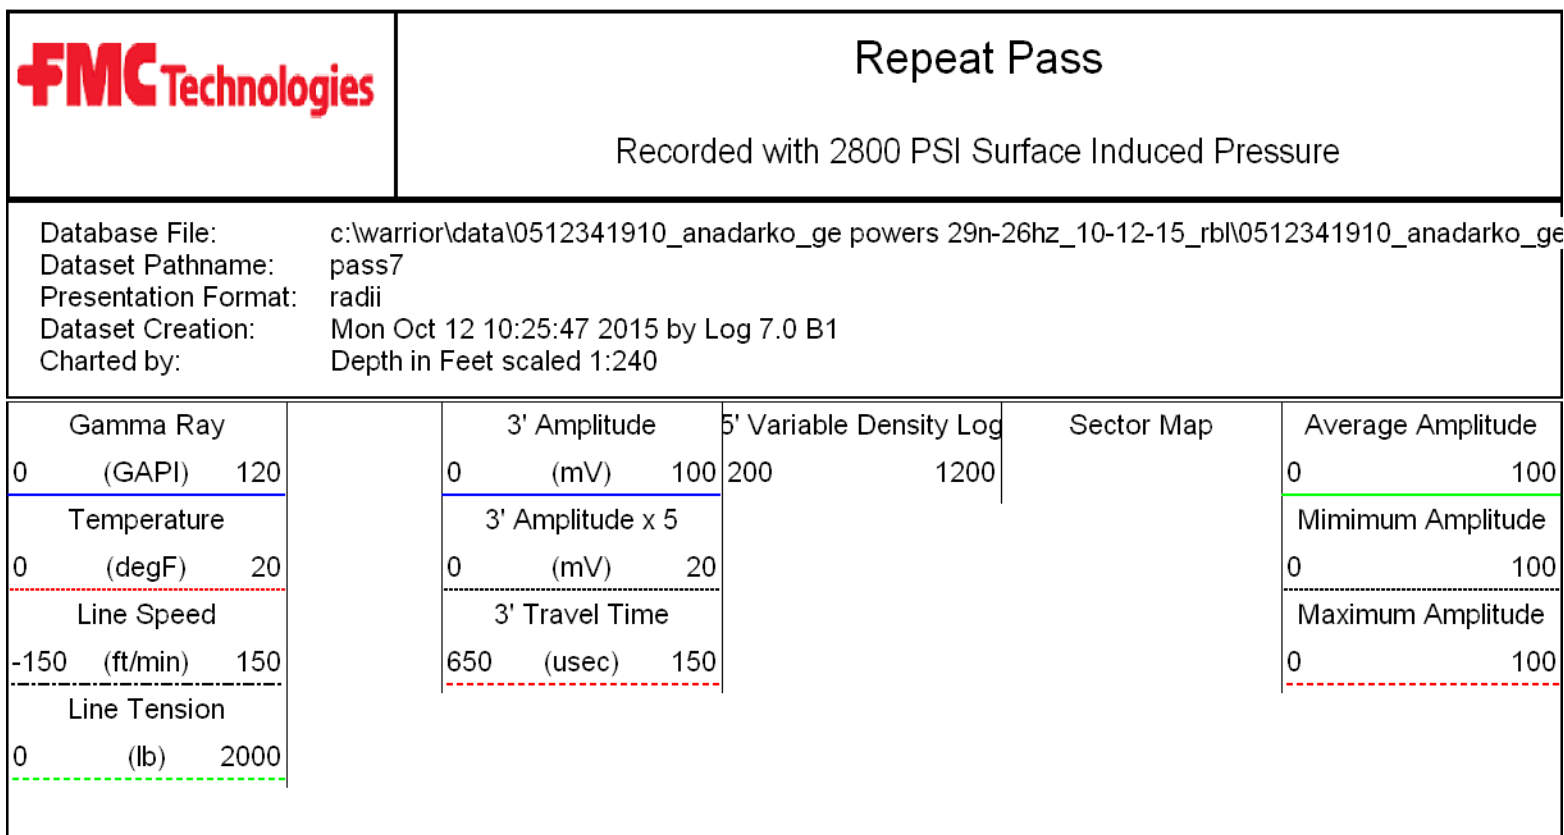 FMC Technologies
Repeat Pass
Recorded with 2800 PSI Surface Induced Pressure
Database File: c:\warrior\data\0512341910_anadarko_ge powers 29n-26hz_10-12-15_rbl\0512341910_anadarko_ge
Dataset Pathname: pass7
Presentation Format: radii
Dataset Creation: Mon Oct 12 10:25:47 2015 by Log 7.0 B1
Charted by: Depth in Feet scaled 1:240
Gamma Ray
0 (GAPI) 120
Temperature
0 (degF) 20
Line Speed
-150 (ft/min) 150
Line Tension
0 (lb) 2000
3' Amplitude
0 (mV) 100
3' Amplitude x 5
0 (mV) 20
3' Travel Time
650 (usec) 150
5' Variable Density Log
200 1200
Sector Map
Average Amplitude
0 100
Mimimum Amplitude
0 100
Maximum Amplitude
0 100